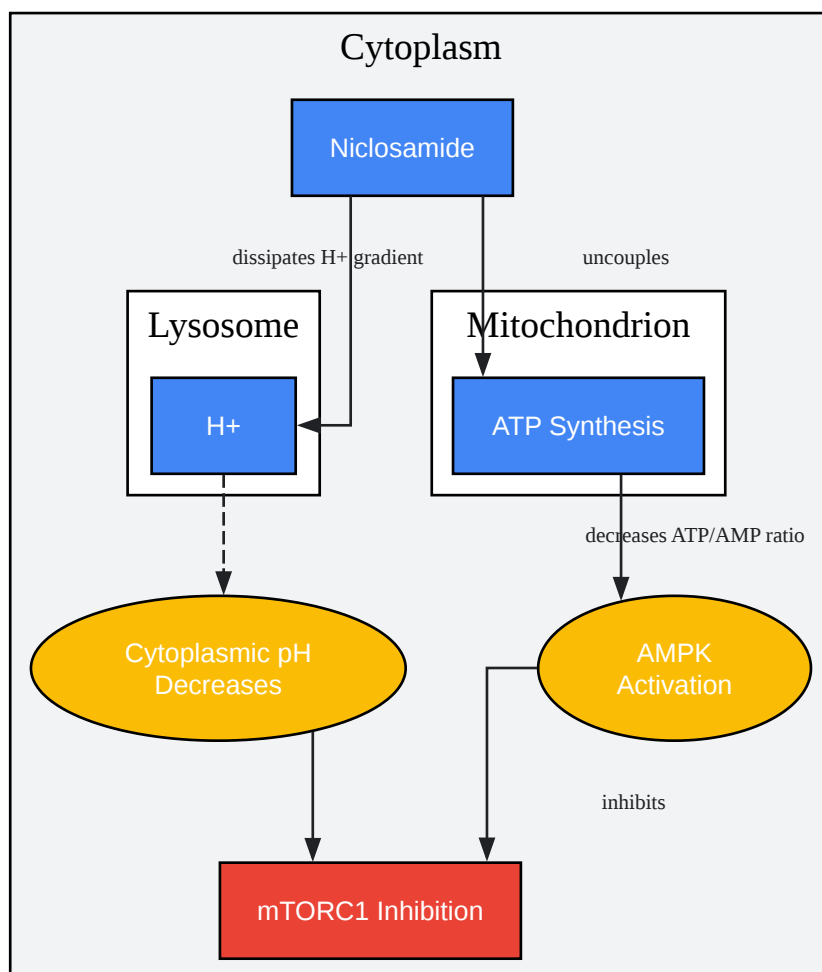 Cytoplasm
Niclosamide
dissipates H+ gradient
uncouples
Lysosome
Mitochondrion
H+
ATP Synthesis
decreases ATP/AMP ratio
Cytoplasmic pH
Decreases
AMPK
Activation
inhibits
mTORC1 Inhibition